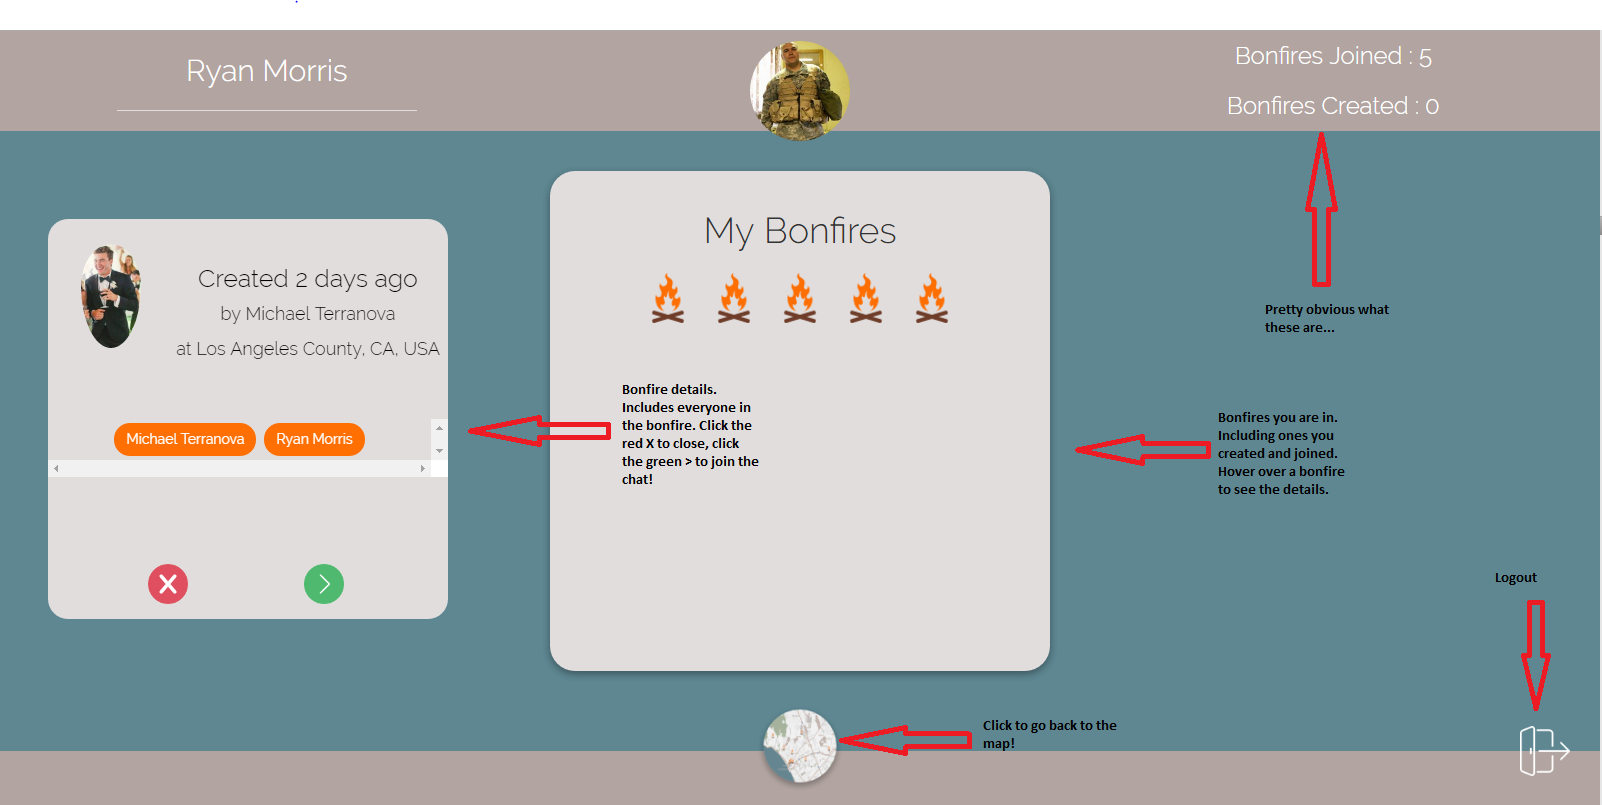 Ryan Morris
Bonfires Joined : 5
Bonfires Created : 0
My Bonfires
Created 2 days ago
by Michael Terranova
at Los Angeles County, CA, USA
Michael Terranova
Ryan Morris
Bonfire details.
Includes everyone in
the bonfire. Click the
red X to close, click
the green > to join the
chat!
Pretty obvious what
these are...
Bonfires you are in.
Including ones you
created and joined.
Hover over a bonfire
to see the details.
Logout
Click to go back to the
map!